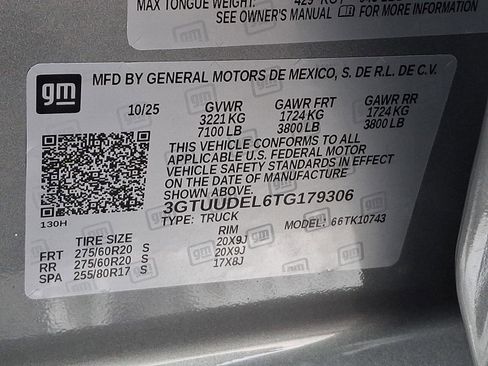 MAX TONGUE WEIGHT: 429 KG
SEE OWNER'S MANUAL
gm
MFD BY GENERAL MOTORS DE MEXICO, S. DE R.L. DE C.V.
10/25 GVWR GAWR FRT GAWR RR
3221 KG 1724 KG 1724 KG
7100 LB 3800 LB 3800 LB
THIS VEHICLE CONFORMS TO ALL
APPLICABLE U.S. FEDERAL MOTOR
VEHICLE SAFETY STANDARDS IN EFFECT
ON THE DATE OF MANUFACTURE
SHOWN ABOVE.
3GTUUDEL6TG179306
130H TYPE: TRUCK MODEL: 66TK10743
TIRE SIZE RIM
FRT 275/60R20 S 20X9J
RR 275/60R20 S 20X9J
SPA 255/80R17 S 17X8J